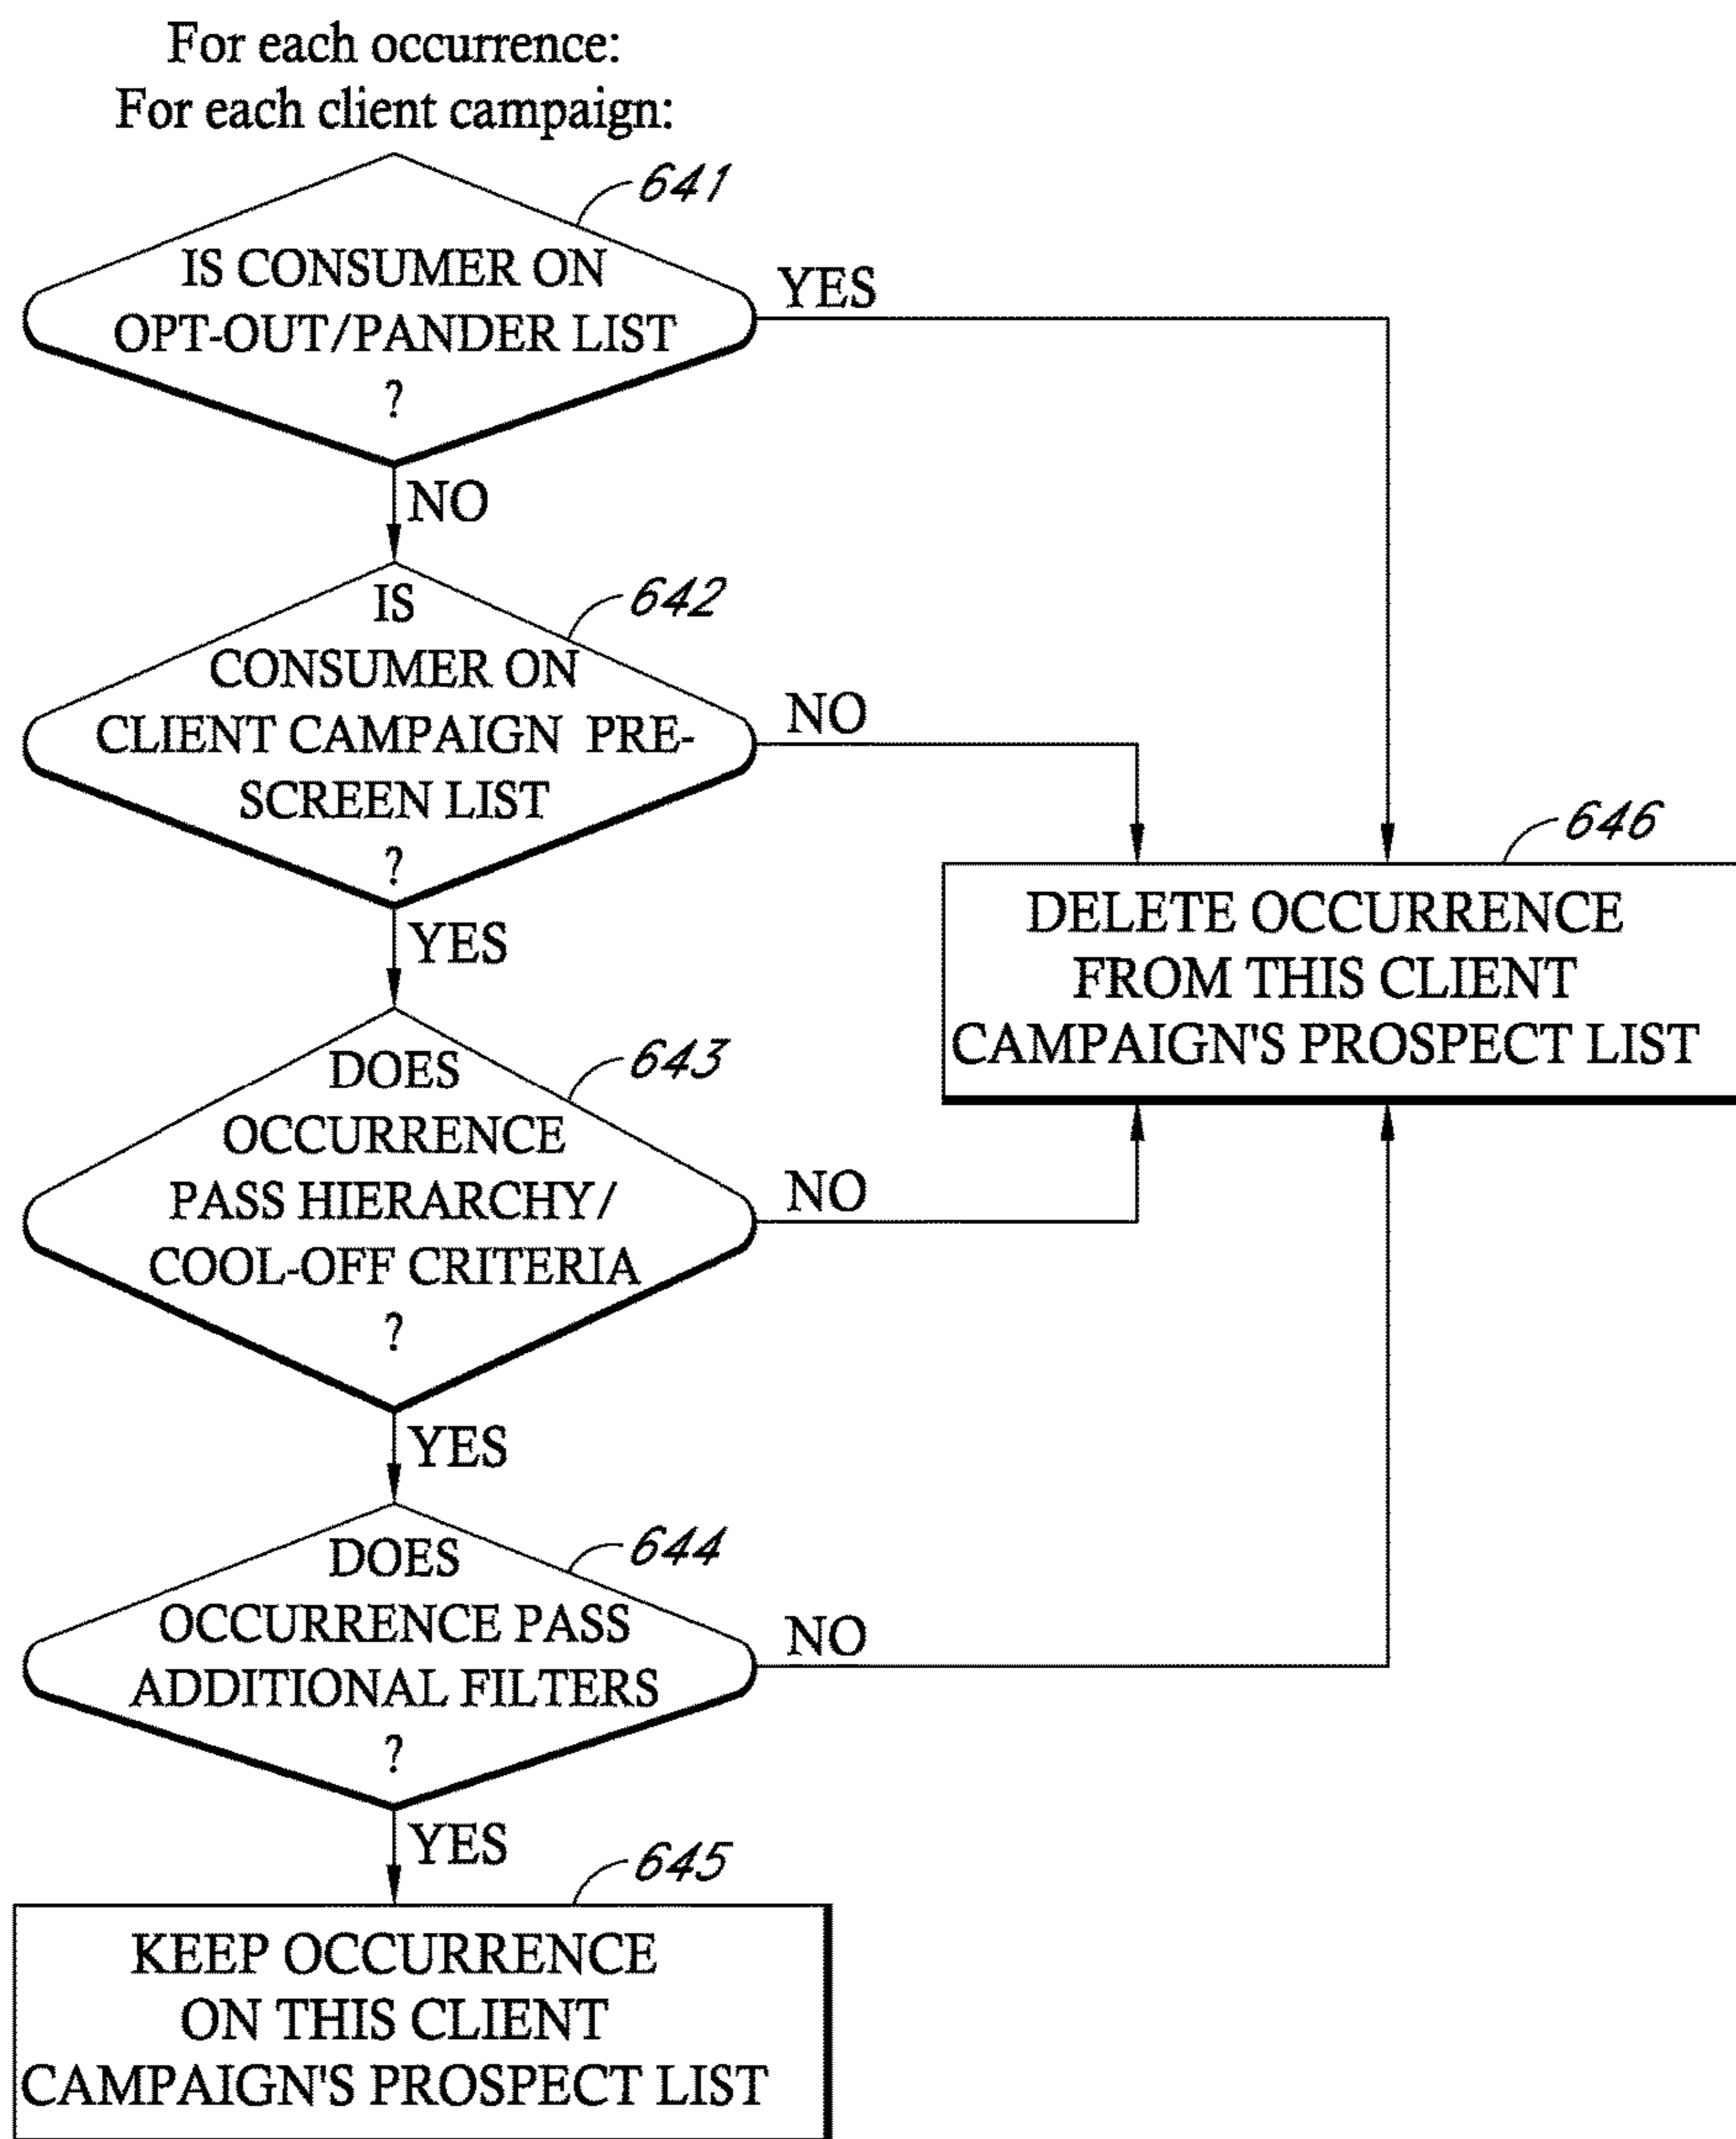 For each occurrence:
For each client campaign:
641
IS CONSUMER ON
OPT-OUT/PANDER LIST
?
YES
NO
642
IS
CONSUMER ON
CLIENT CAMPAIGN PRE-
SCREEN LIST
?
NO
YES
646
DELETE OCCURRENCE
FROM THIS CLIENT
CAMPAIGN'S PROSPECT LIST
643
DOES
OCCURRENCE
PASS HIERARCHY/
COOL-OFF CRITERIA
?
NO
YES
644
DOES
OCCURRENCE PASS
ADDITIONAL FILTERS
?
NO
YES
645
KEEP OCCURRENCE
ON THIS CLIENT
CAMPAIGN'S PROSPECT LIST